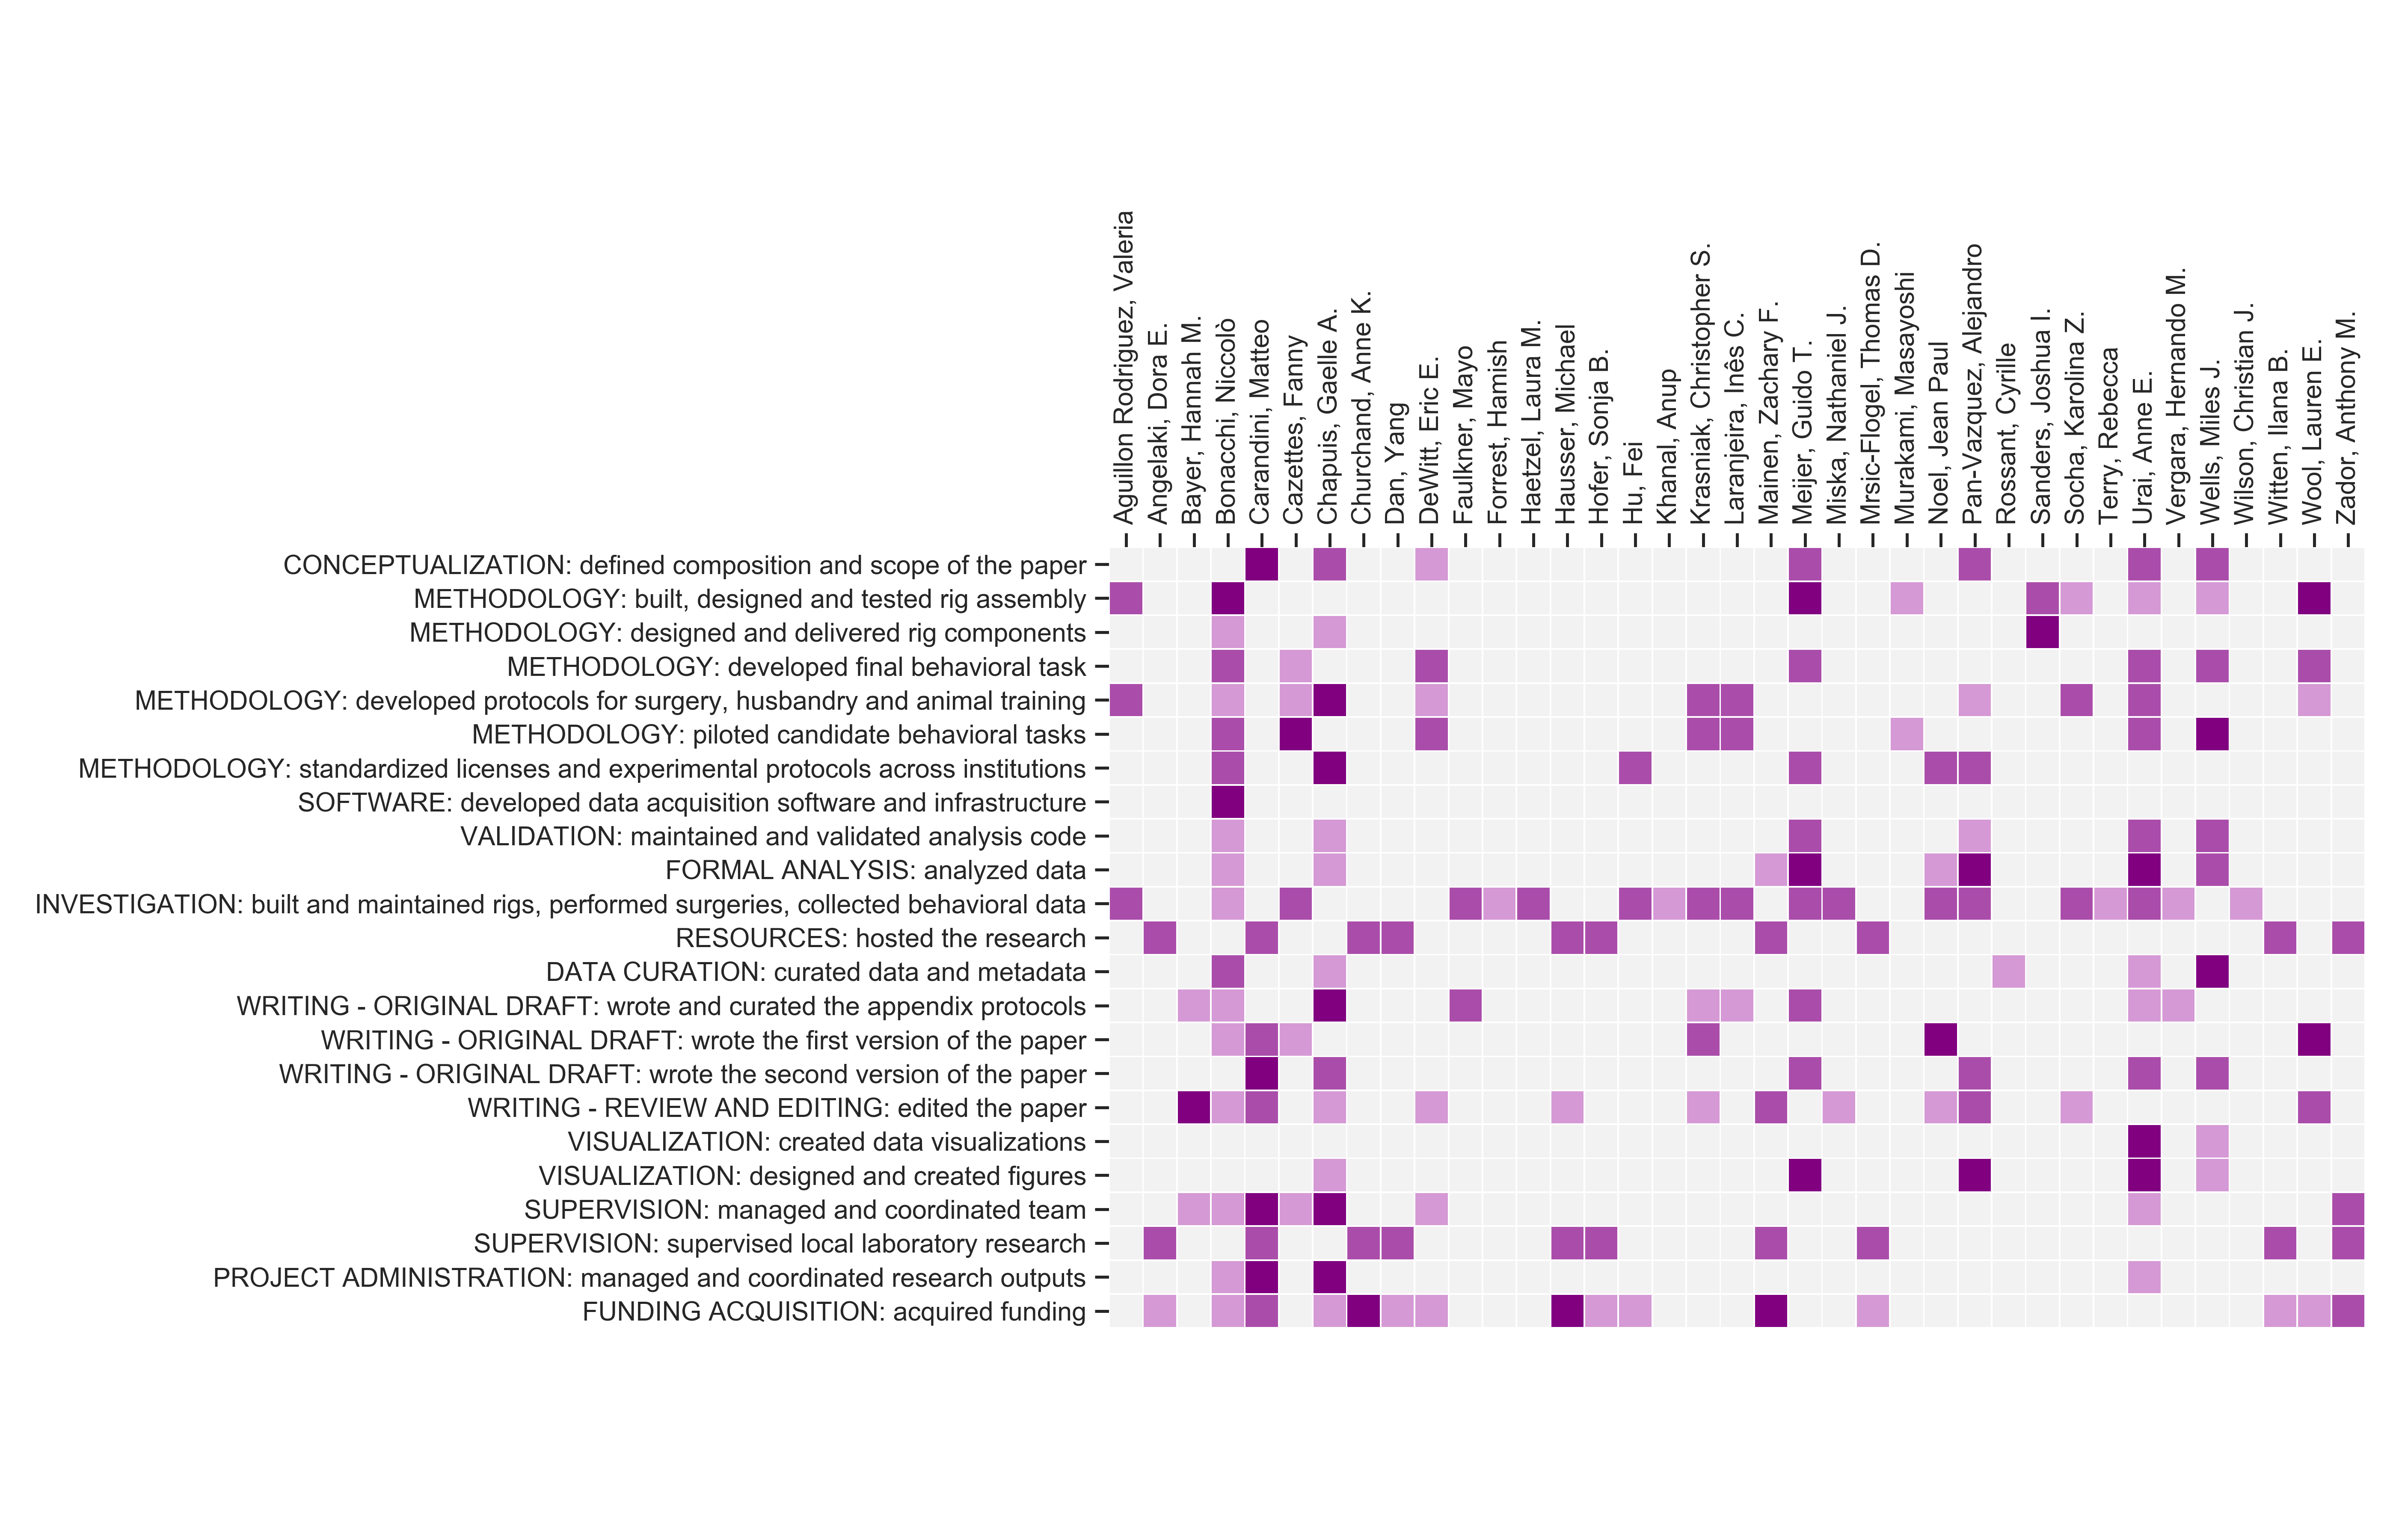 Aguillon Rodriguez, Valeria
Angelaki, Dora E.
Bayer, Hannah M.
Bonacchi, Niccolò
Carandini, Matteo
Cazettes, Fanny
Chapuis, Gaelle A.
Churchand, Anne K.
Dan, Yang
DeWitt, Eric E.
Faulkner, Mayo
Forrest, Hamish
Haetzel, Laura M.
Hausser, Michael
Hofer, Sonja B.
Hu, Fei
Khanal, Anup
Krasniak, Christopher S.
Laranjeira, Inês C.
Mainen, Zachary F.
Meijer, Guido T.
Miska, Nathaniel J.
Mrsic-Flogel, Thomas D.
Murakami, Masayoshi
Noel, Jean Paul
Pan-Vazquez, Alejandro
Rossant, Cyrille
Sanders, Joshua I.
Socha, Karolina Z.
Terry, Rebecca
Urai, Anne E.
Vergara, Hernando M.
Wells, Miles J.
Wilson, Christian J.
Witten, Ilana B.
Wool, Lauren E.
Zador, Anthony M.
CONCEPTUALIZATION: defined composition and scope of the paper
METHODOLOGY: built, designed and tested rig assembly
METHODOLOGY: designed and delivered rig components
METHODOLOGY: developed final behavioral task
METHODOLOGY: developed protocols for surgery, husbandry and animal training
METHODOLOGY: piloted candidate behavioral tasks
METHODOLOGY: standardized licenses and experimental protocols across institutions
SOFTWARE: developed data acquisition software and infrastructure
VALIDATION: maintained and validated analysis code
FORMAL ANALYSIS: analyzed data
INVESTIGATION: built and maintained rigs, performed surgeries, collected behavioral data
RESOURCES: hosted the research
DATA CURATION: curated data and metadata
WRITING - ORIGINAL DRAFT: wrote and curated the appendix protocols
WRITING - ORIGINAL DRAFT: wrote the first version of the paper
WRITING - ORIGINAL DRAFT: wrote the second version of the paper
WRITING - REVIEW AND EDITING: edited the paper
VISUALIZATION: created data visualizations
VISUALIZATION: designed and created figures
SUPERVISION: managed and coordinated team
SUPERVISION: supervised local laboratory research
PROJECT ADMINISTRATION: managed and coordinated research outputs
FUNDING ACQUISITION: acquired funding